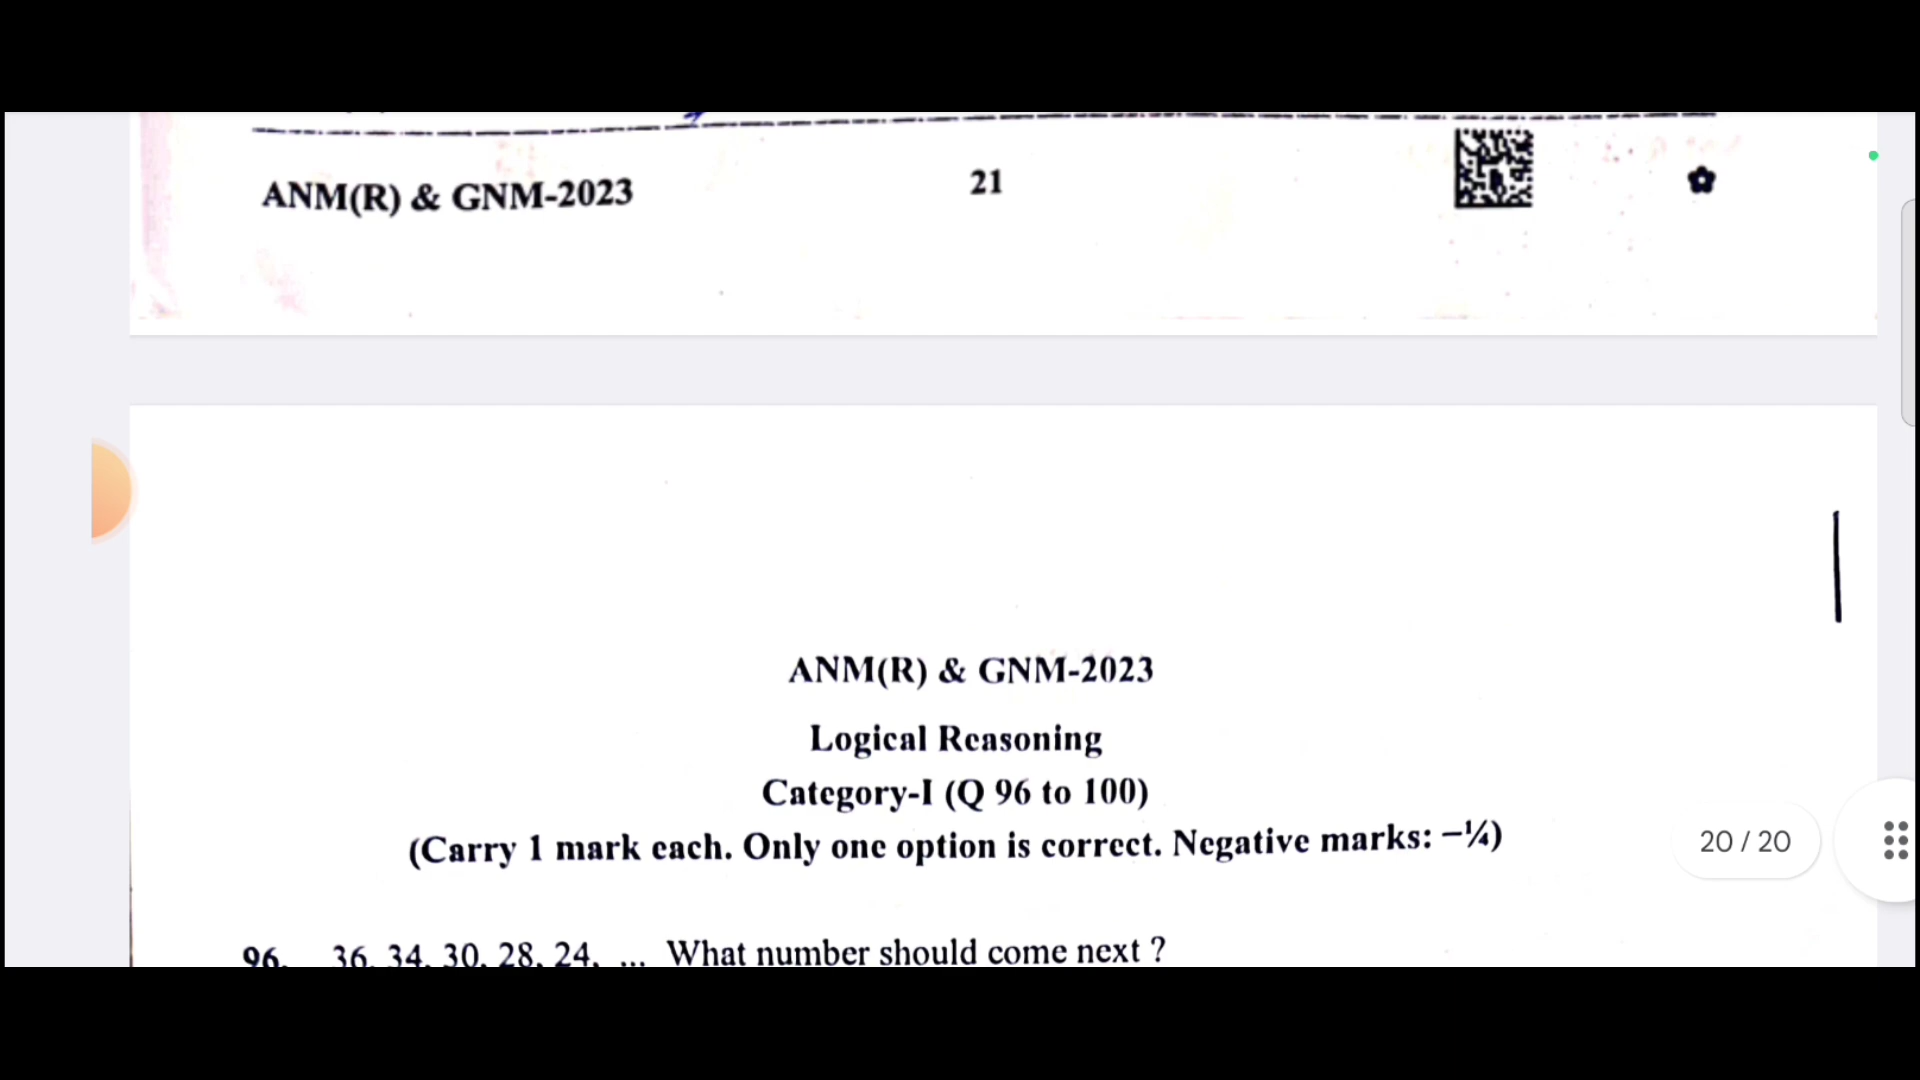 ANM(R) & GNM-2023 21
ANM(R) & GNM-2023
Logical Reasoning
Category-I (Q 96 to 100)
(Carry 1 mark each. Only one option is correct. Negative marks: −¼)
20 / 20
96. 36, 34, 30, 28, 24, ... What number should come next ?